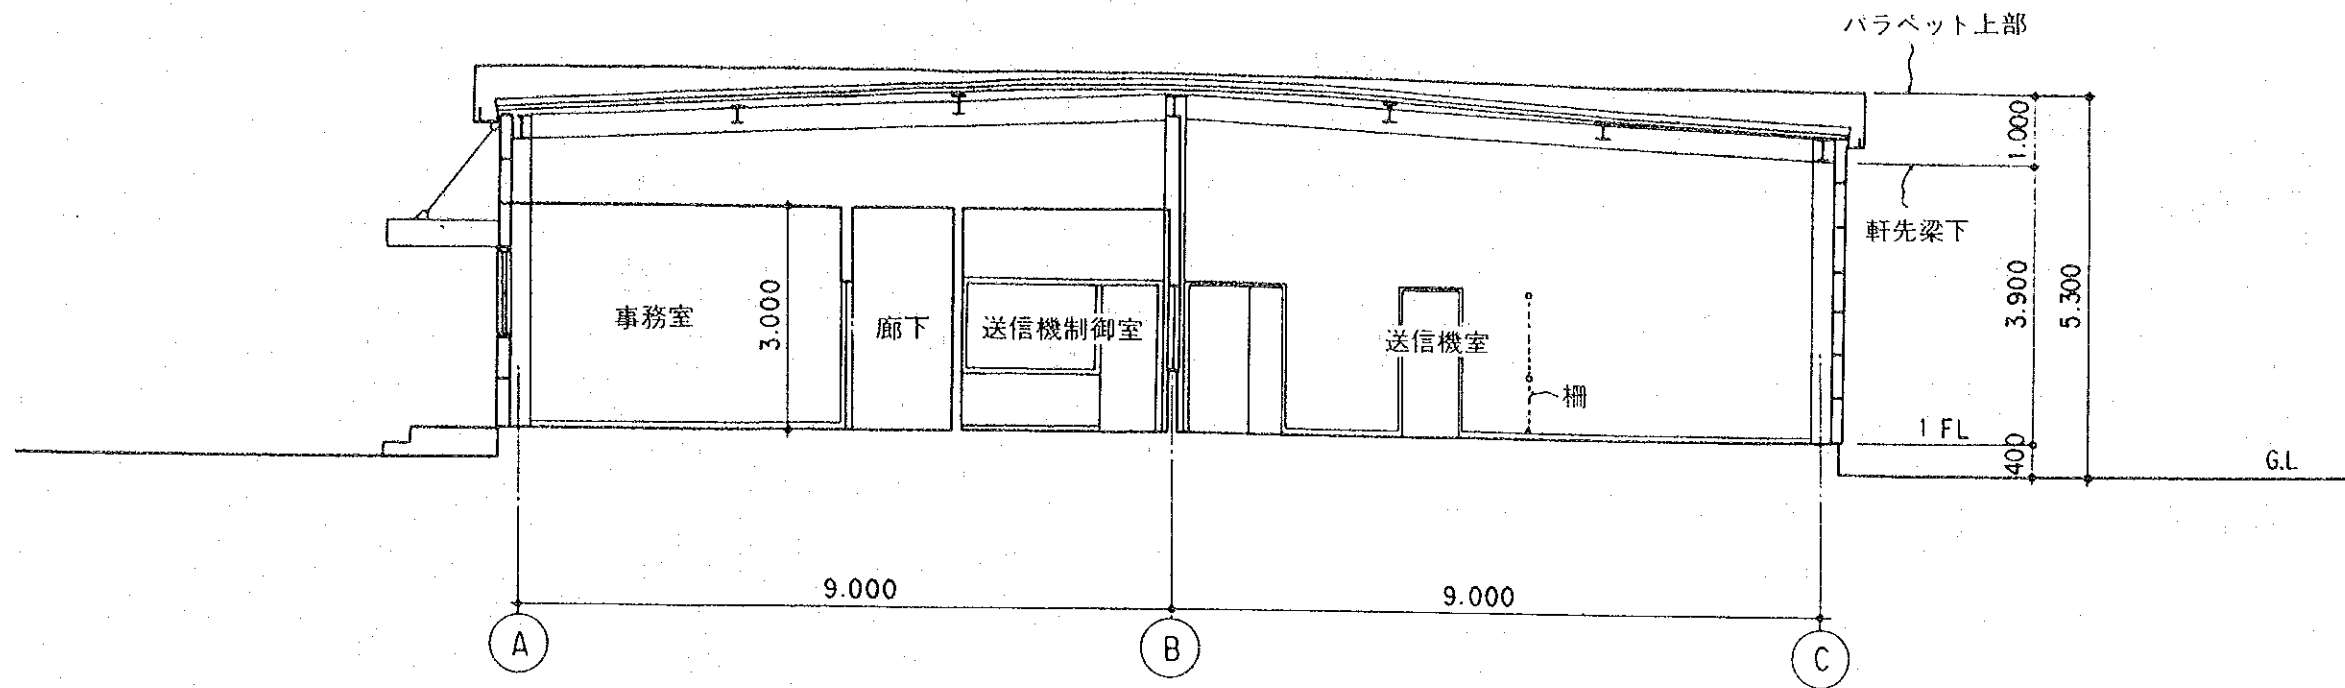 パラペット上部
1.000
軒先梁下
3.900
5.300
3.000
事務室
廊下
送信機制御室
送信機室
柵
1 FL
400
G.L
9.000
9.000
A
B
C